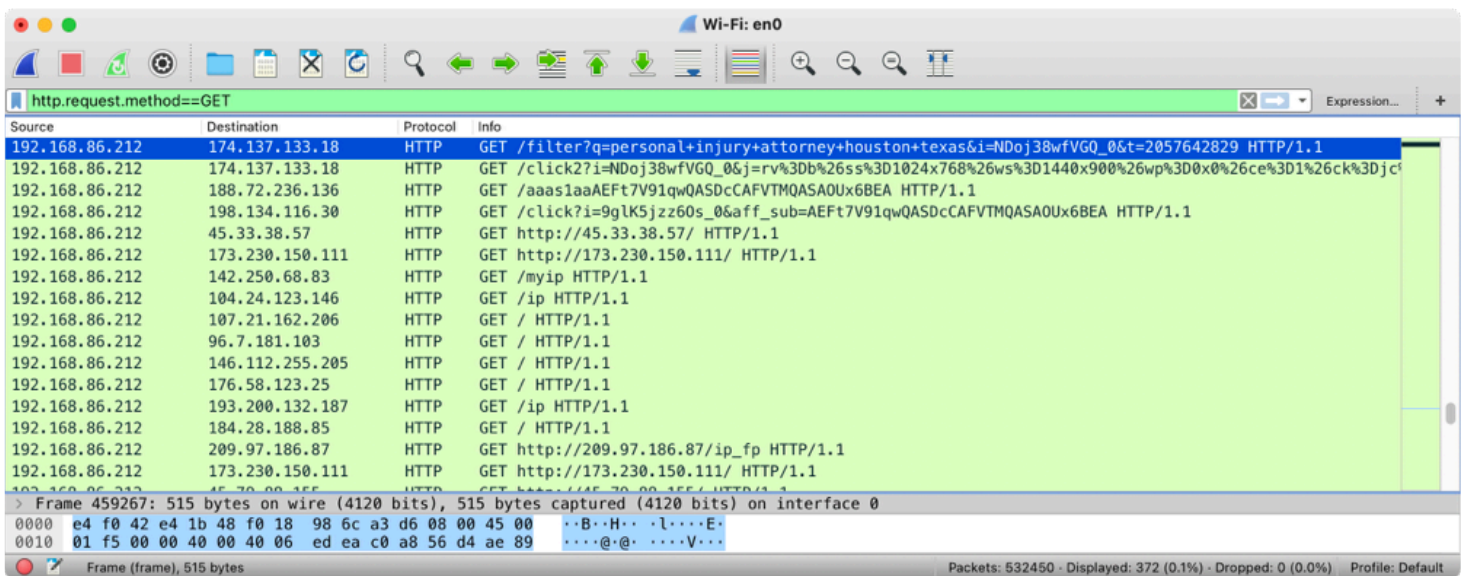 Wi-Fi: en0
http.request.method==GET Expression... +
Source Destination Protocol Info
192.168.86.212 174.137.133.18 HTTP GET /filter?q=personal+injury+attorney+houston+texas&i=NDoj38wfVGQ_0&t=2057642829 HTTP/1.1
192.168.86.212 174.137.133.18 HTTP GET /click2?i=NDoj38wfVGQ_0&j=rv%3Db%26ss%3D1024x768%26ws%3D1440x900%26wp%3D0x0%26ce%3D1%26ck%3Djc
192.168.86.212 188.72.236.136 HTTP GET /aaas1aaAEFt7V91qwQASDcCAFVTMQASAOUx6BEA HTTP/1.1
192.168.86.212 198.134.116.30 HTTP GET /click?i=9glK5jzz6Os_0&aff_sub=AEFt7V91qwQASDcCAFVTMQASAOUx6BEA HTTP/1.1
192.168.86.212 45.33.38.57 HTTP GET http://45.33.38.57/ HTTP/1.1
192.168.86.212 173.230.150.111 HTTP GET http://173.230.150.111/ HTTP/1.1
192.168.86.212 142.250.68.83 HTTP GET /myip HTTP/1.1
192.168.86.212 104.24.123.146 HTTP GET /ip HTTP/1.1
192.168.86.212 107.21.162.206 HTTP GET / HTTP/1.1
192.168.86.212 96.7.181.103 HTTP GET / HTTP/1.1
192.168.86.212 146.112.255.205 HTTP GET / HTTP/1.1
192.168.86.212 176.58.123.25 HTTP GET / HTTP/1.1
192.168.86.212 193.200.132.187 HTTP GET /ip HTTP/1.1
192.168.86.212 184.28.188.85 HTTP GET / HTTP/1.1
192.168.86.212 209.97.186.87 HTTP GET http://209.97.186.87/ip_fp HTTP/1.1
192.168.86.212 173.230.150.111 HTTP GET http://173.230.150.111/ HTTP/1.1
> Frame 459267: 515 bytes on wire (4120 bits), 515 bytes captured (4120 bits) on interface 0
0000 e4 f0 42 e4 1b 48 f0 18 98 6c a3 d6 08 00 45 00 ··B··H·· ·l····E·
0010 01 f5 00 00 40 00 40 06 ed ea c0 a8 56 d4 ae 89 ····@·@· ····V···
Frame (frame), 515 bytes Packets: 532450 · Displayed: 372 (0.1%) · Dropped: 0 (0.0%) Profile: Default